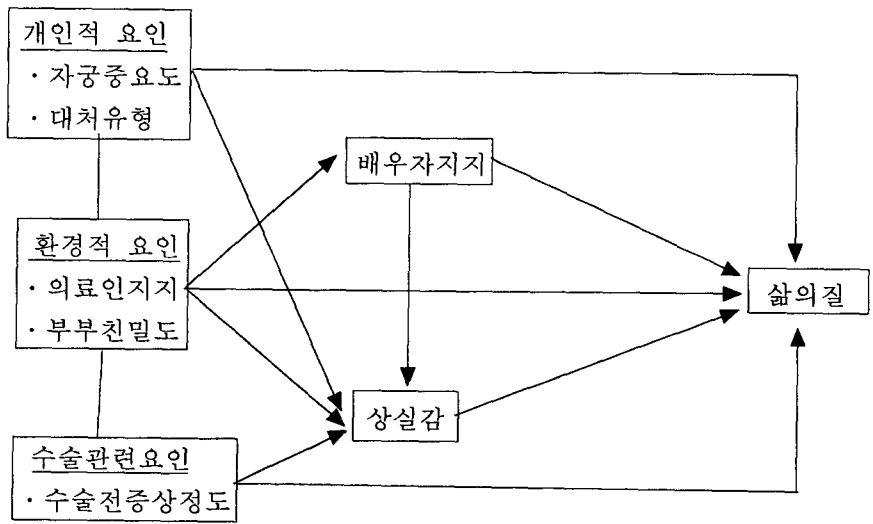 개인적 요인
· 자궁중요도
· 대처유형
배우자지지
환경적 요인
· 의료인지지
· 부부친밀도
삶의질
상실감
수술관련요인
· 수술전증상정도